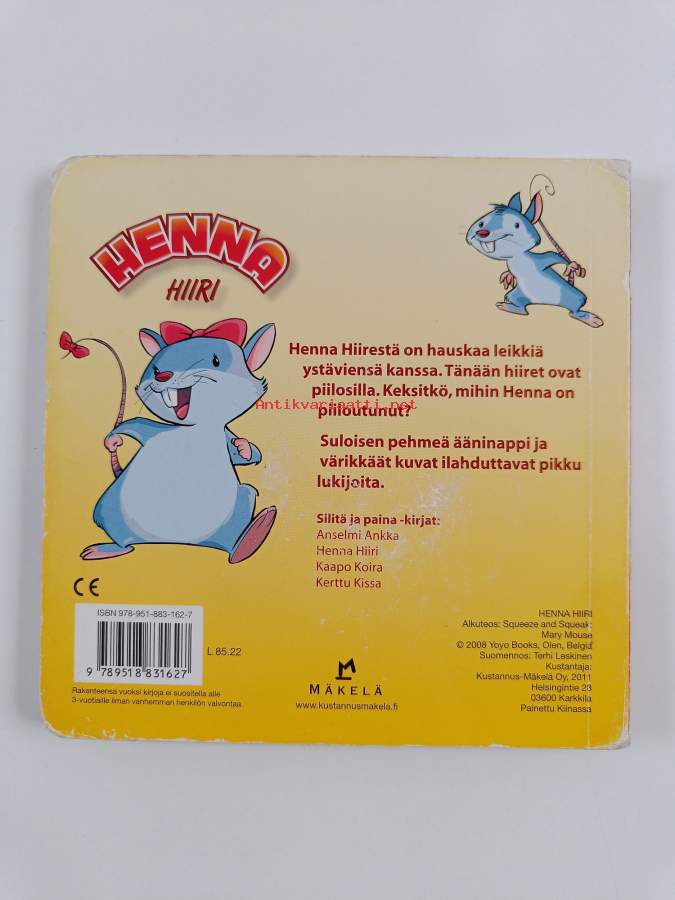 HENNA
HIIRI
Henna Hiirestä on hauskaa leikkiä
ystäviensä kanssa. Tänään hiiret ovat
piilosilla. Keksitkö, mihin Henna on
piiloutunut?
Antikvariaatti.net
Suloisen pehmeä ääninappi ja
värikkäät kuvat ilahduttavat pikku
lukijoita.
Silitä ja paina -kirjat:
Anselmi Ankka
Henna Hiiri
Kaapo Koira
Kerttu Kissa
CE
ISBN 978-951-883-162-7
9 789518 831627
L 85.22
Rakenteensa vuoksi kirjoja ei suositella alle
3-vuotiaille ilman vanhemman henkilön valvontaa.
M
MÄKELÄ
www.kustannusmakela.fi
HENNA HIIRI
Alkuteos: Squeeze and Squeak:
Mary Mouse
© 2008 Yoyo Books, Olen, Belgia
Suomennos: Terhi Leskinen
Kustantaja:
Kustannus-Mäkelä Oy, 2011
Helsingintie 23
03600 Karkkila
Painettu Kiinassa